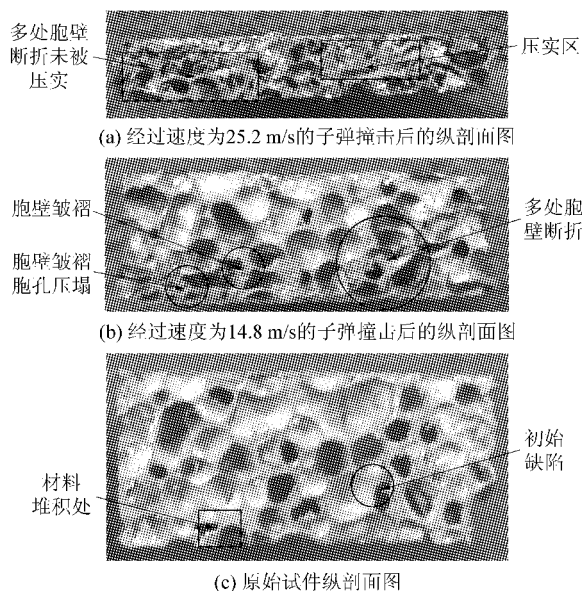 多处胞壁
断折未被
压实
压实区
(a) 经过速度为25.2 m/s的子弹撞击后的纵剖面图
胞壁皱褶
胞壁皱褶
胞孔压塌
多处胞
壁断折
(b) 经过速度为14.8 m/s的子弹撞击后的纵剖面图
初始
缺陷
材料
堆积处
(c) 原始试件纵剖面图